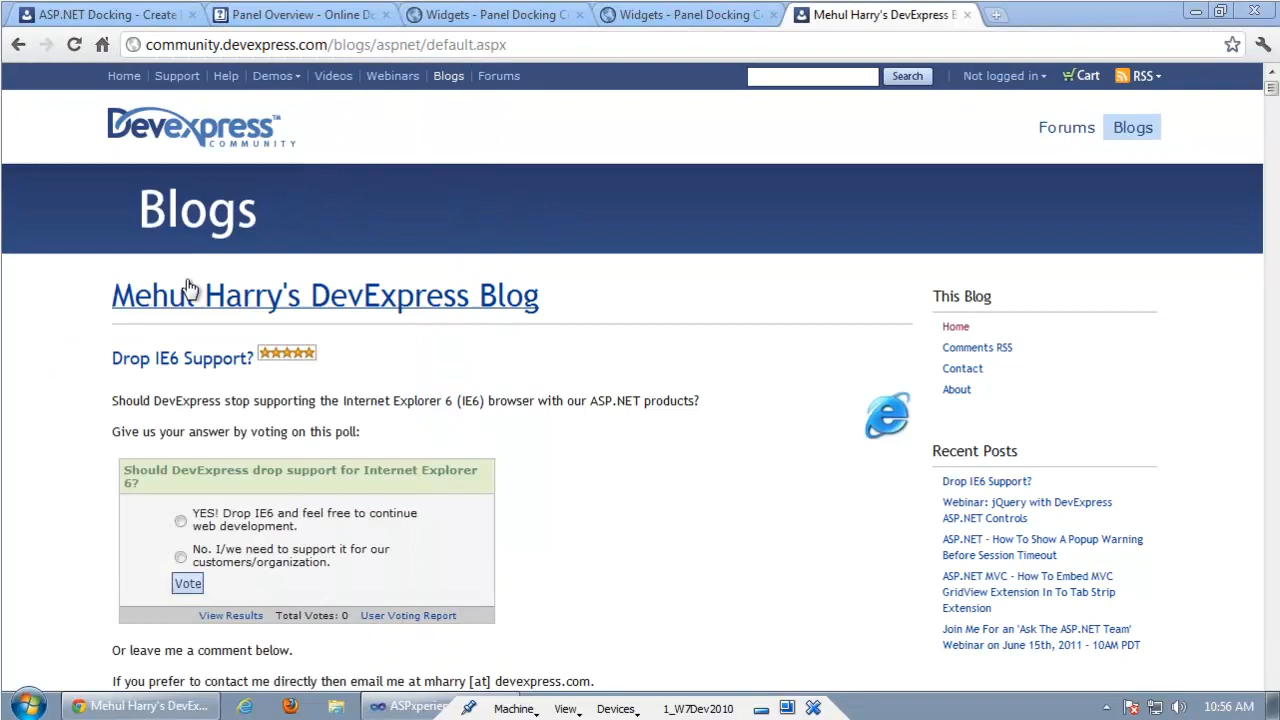 ASP.NET Docking - Create
Panel Overview - Online Do
Widgets - Panel Docking C
Widgets - Panel Docking C
Mehul Harry's DevExpress B
community.devexpress.com/blogs/aspnet/default.aspx
Home Support Help Demos Videos Webinars Blogs Forums Search Not logged in Cart RSS
Devexpress™
COMMUNITY
Forums Blogs
Blogs
Mehul Harry's DevExpress Blog
Drop IE6 Support?
Should DevExpress stop supporting the Internet Explorer 6 (IE6) browser with our ASP.NET products?
Give us your answer by voting on this poll:
Should DevExpress drop support for Internet Explorer
6?
YES! Drop IE6 and feel free to continue
web development.
No. I/we need to support it for our
customers/organization.
Vote
View Results Total Votes: 0 User Voting Report
Or leave me a comment below.
If you prefer to contact me directly then email me at mharry [at] devexpress.com.
This Blog
Home
Comments RSS
Contact
About
Recent Posts
Drop IE6 Support?
Webinar: jQuery with DevExpress
ASP.NET Controls
ASP.NET - How To Show A Popup Warning
Before Session Timeout
ASP.NET MVC - How To Embed MVC
GridView Extension In To Tab Strip
Extension
Join Me For an 'Ask The ASP.NET Team'
Webinar on June 15th, 2011 - 10AM PDT
Mehul Harry's DevEx...
ASPxperien
Machine View Devices 1_W7Dev2010
10:56 AM